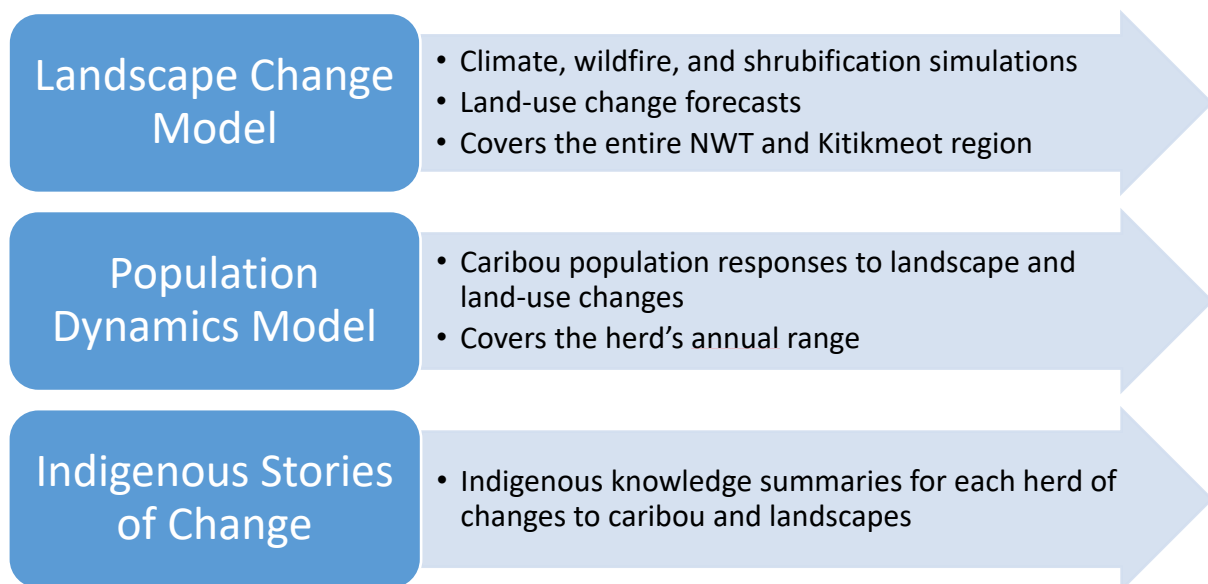 Landscape Change
Model
• Climate, wildfire, and shrubification simulations
• Land-use change forecasts
• Covers the entire NWT and Kitikmeot region
Population
Dynamics Model
• Caribou population responses to landscape and
land-use changes
• Covers the herd’s annual range
Indigenous Stories
of Change
• Indigenous knowledge summaries for each herd of
changes to caribou and landscapes